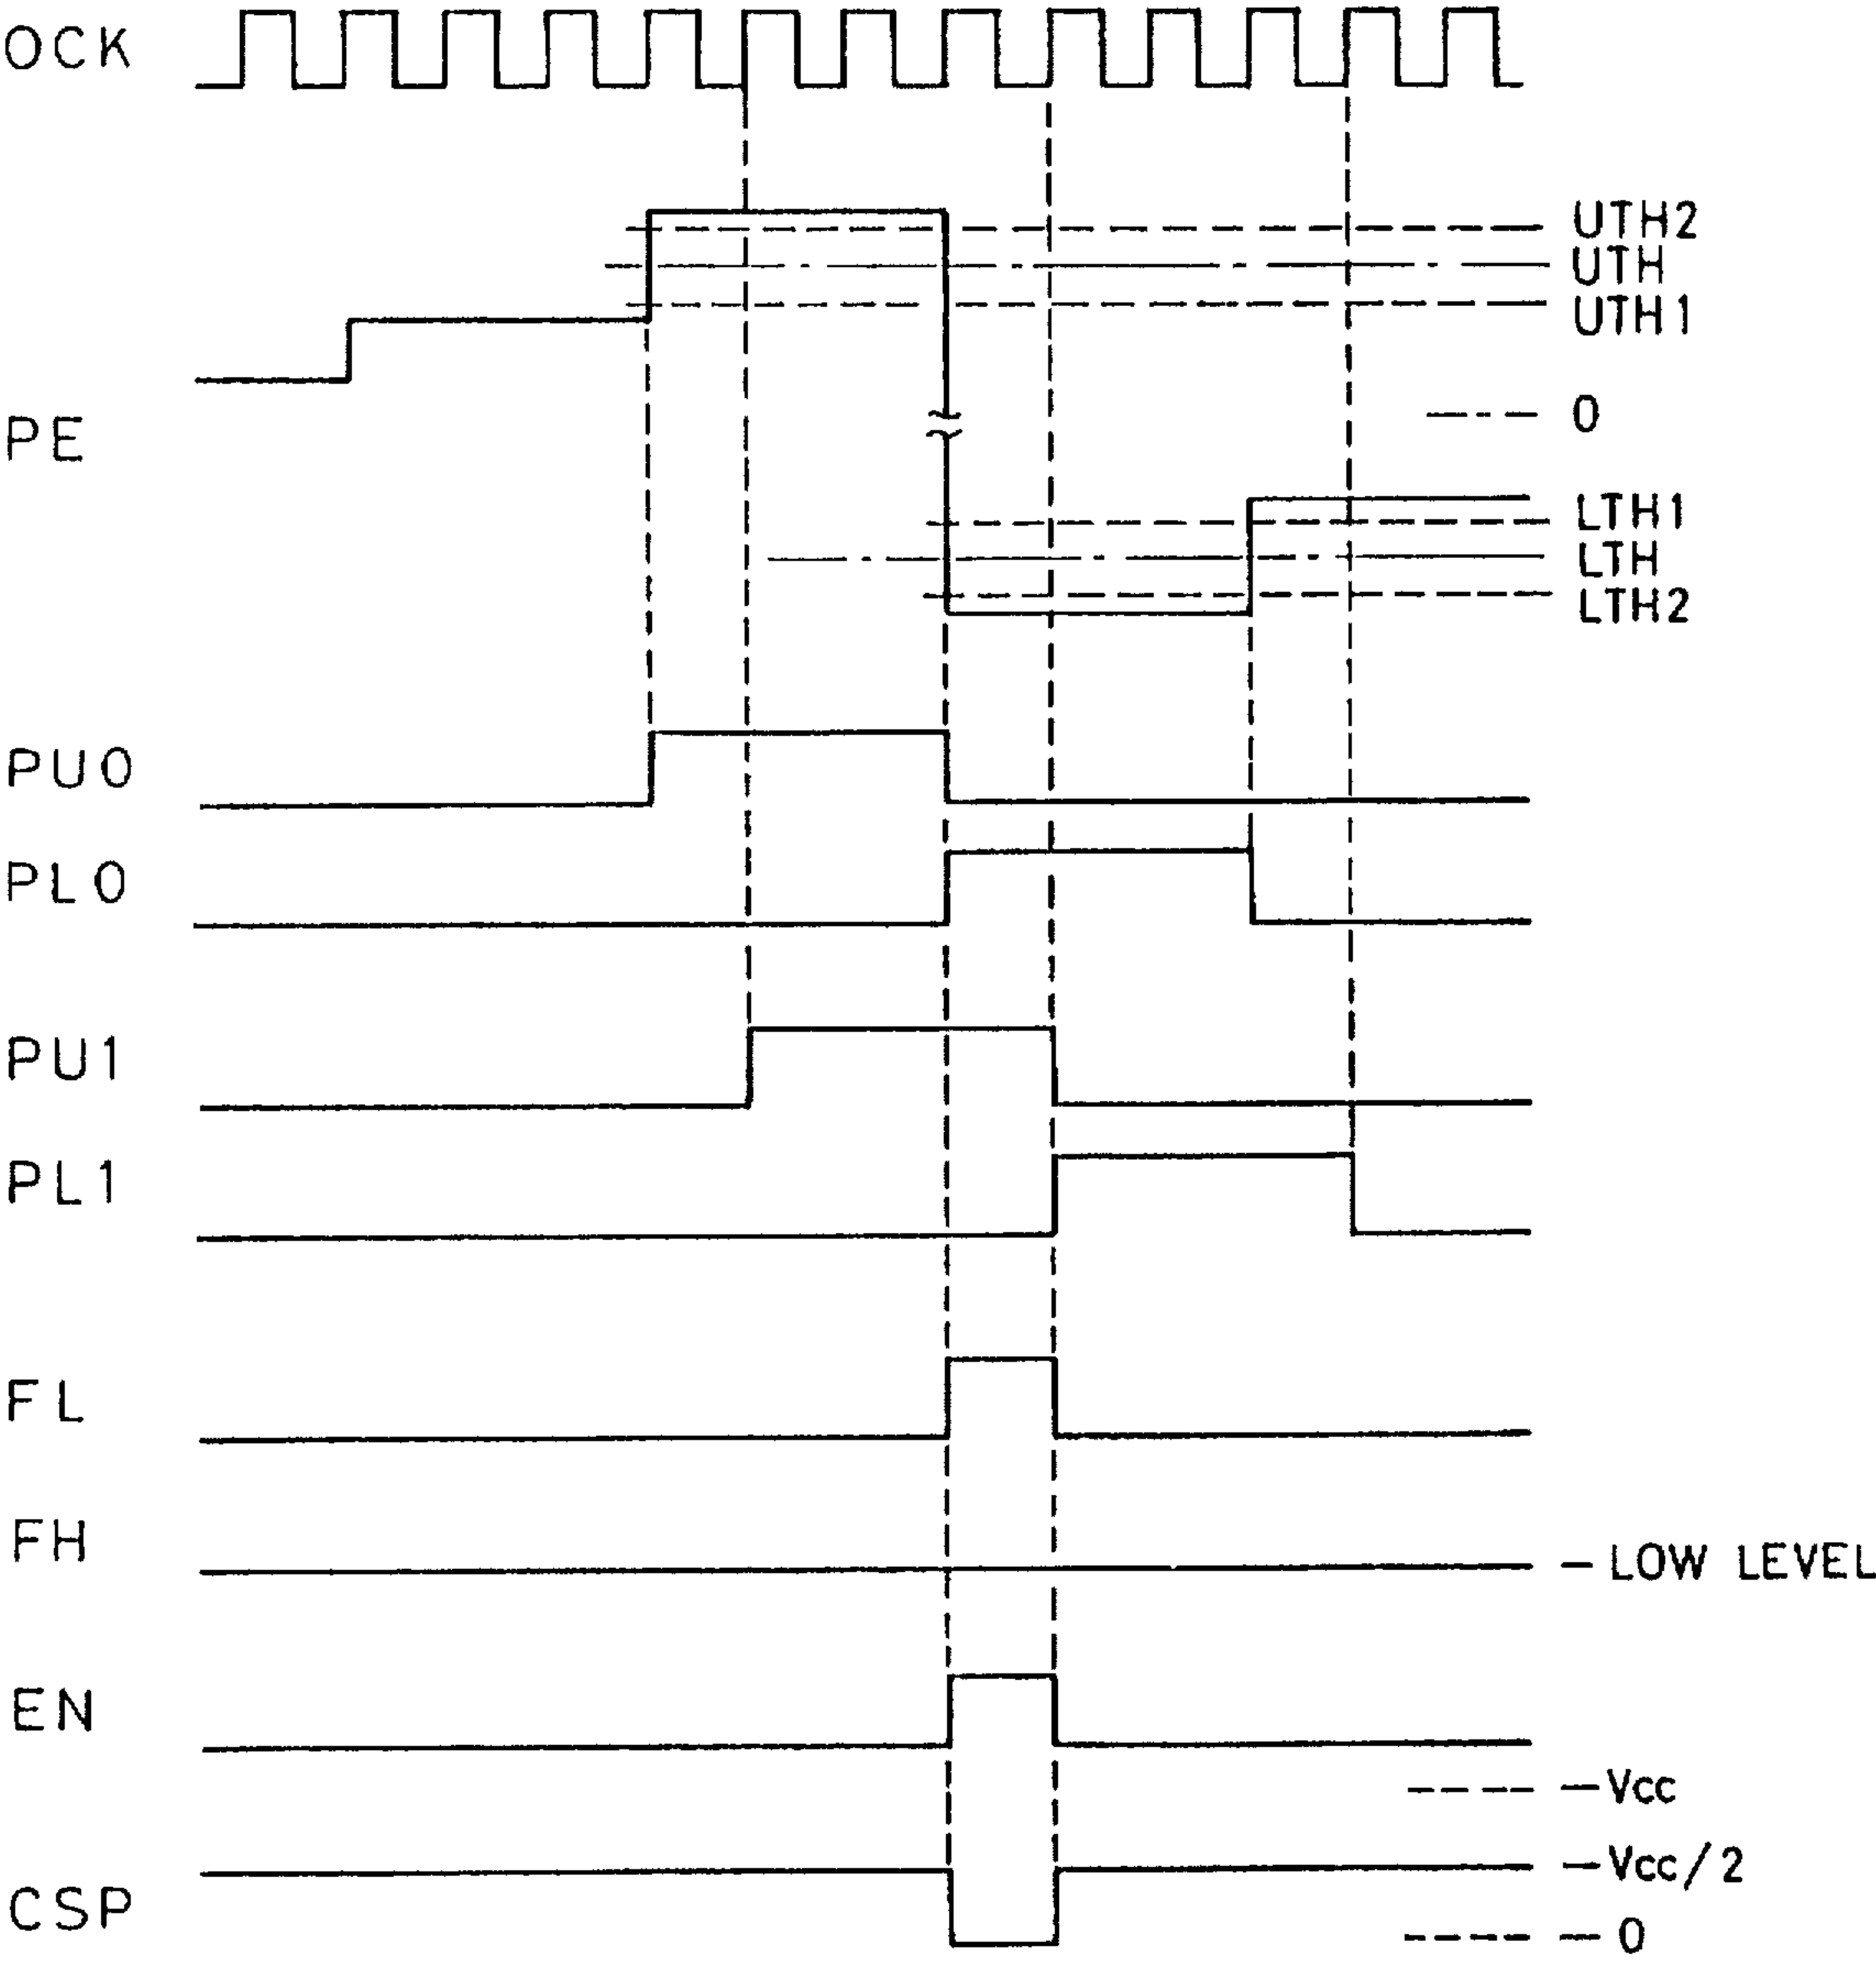 OCK
UTH2
UTH
UTH1
0
PE
LTH1
LTH
LTH2
PU0
PL0
PU1
PL1
FL
FH
LOW LEVEL
EN
Vcc
Vcc/2
CSP
0